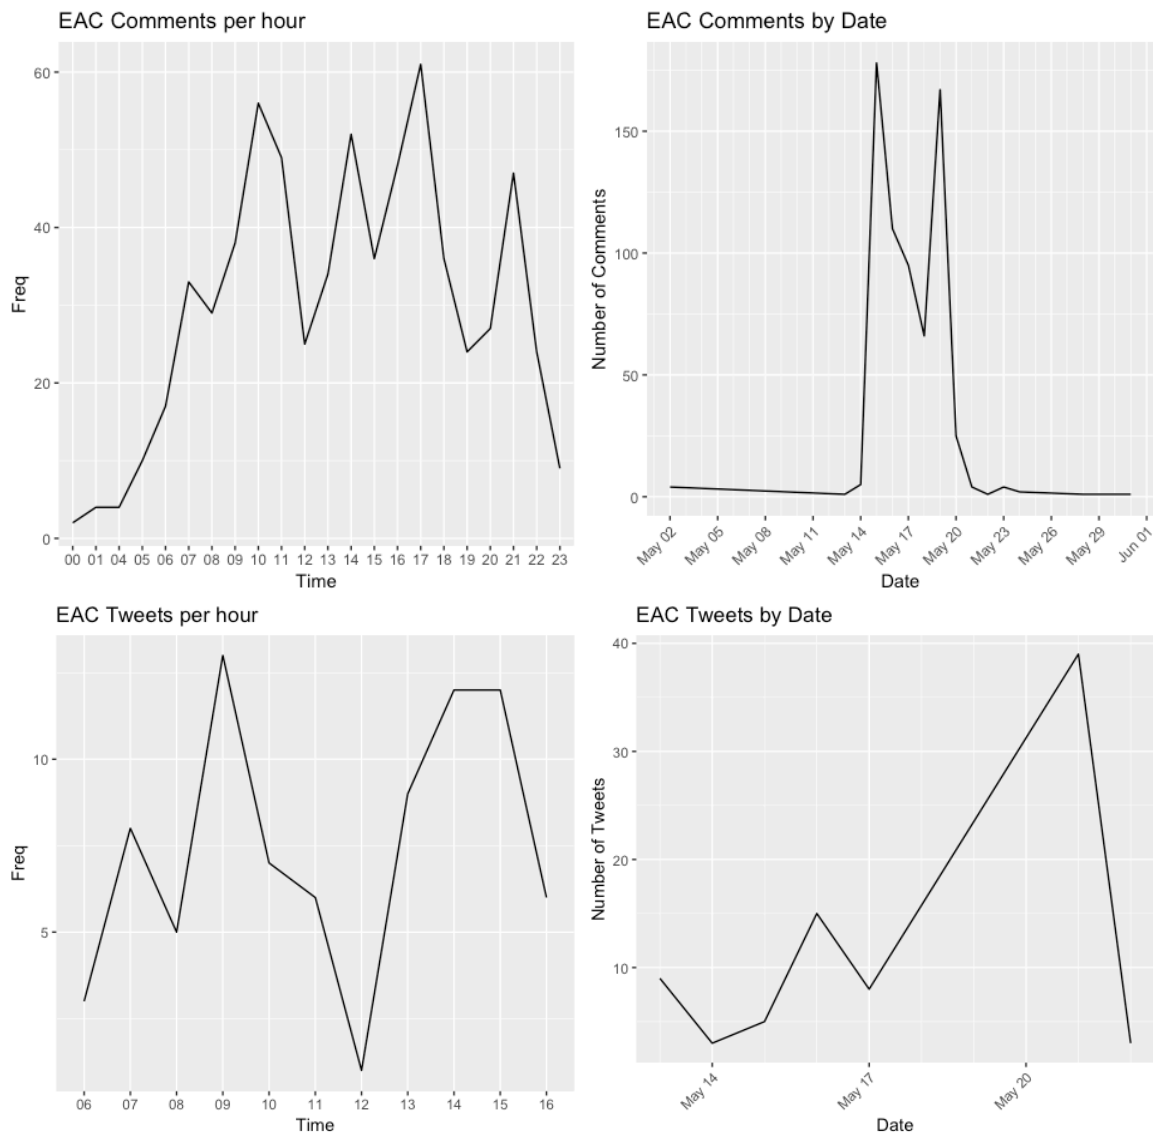 EAC Comments per hour
Freq
60
40
20
0
00 01 04 05 06 07 08 09 10 11 12 13 14 15 16 17 18 19 20 21 22 23
Time
EAC Comments by Date
Number of Comments
150
100
50
0
May 02 May 05 May 08 May 11 May 14 May 17 May 20 May 23 May 26 May 29 Jun 01
Date
EAC Tweets per hour
Freq
10
5
06 07 08 09 10 11 12 13 14 15 16
Time
EAC Tweets by Date
Number of Tweets
40
30
20
10
May 14 May 17 May 20
Date